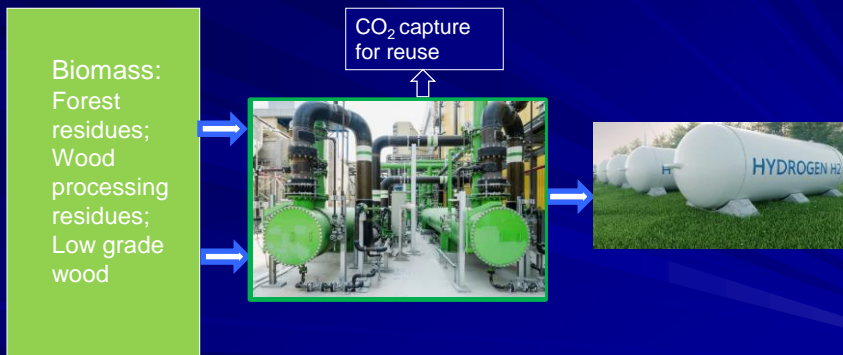 CO₂ capture
for reuse
Biomass:
Forest
residues;
Wood
processing
residues;
Low grade
wood
HYDROGEN H2
H